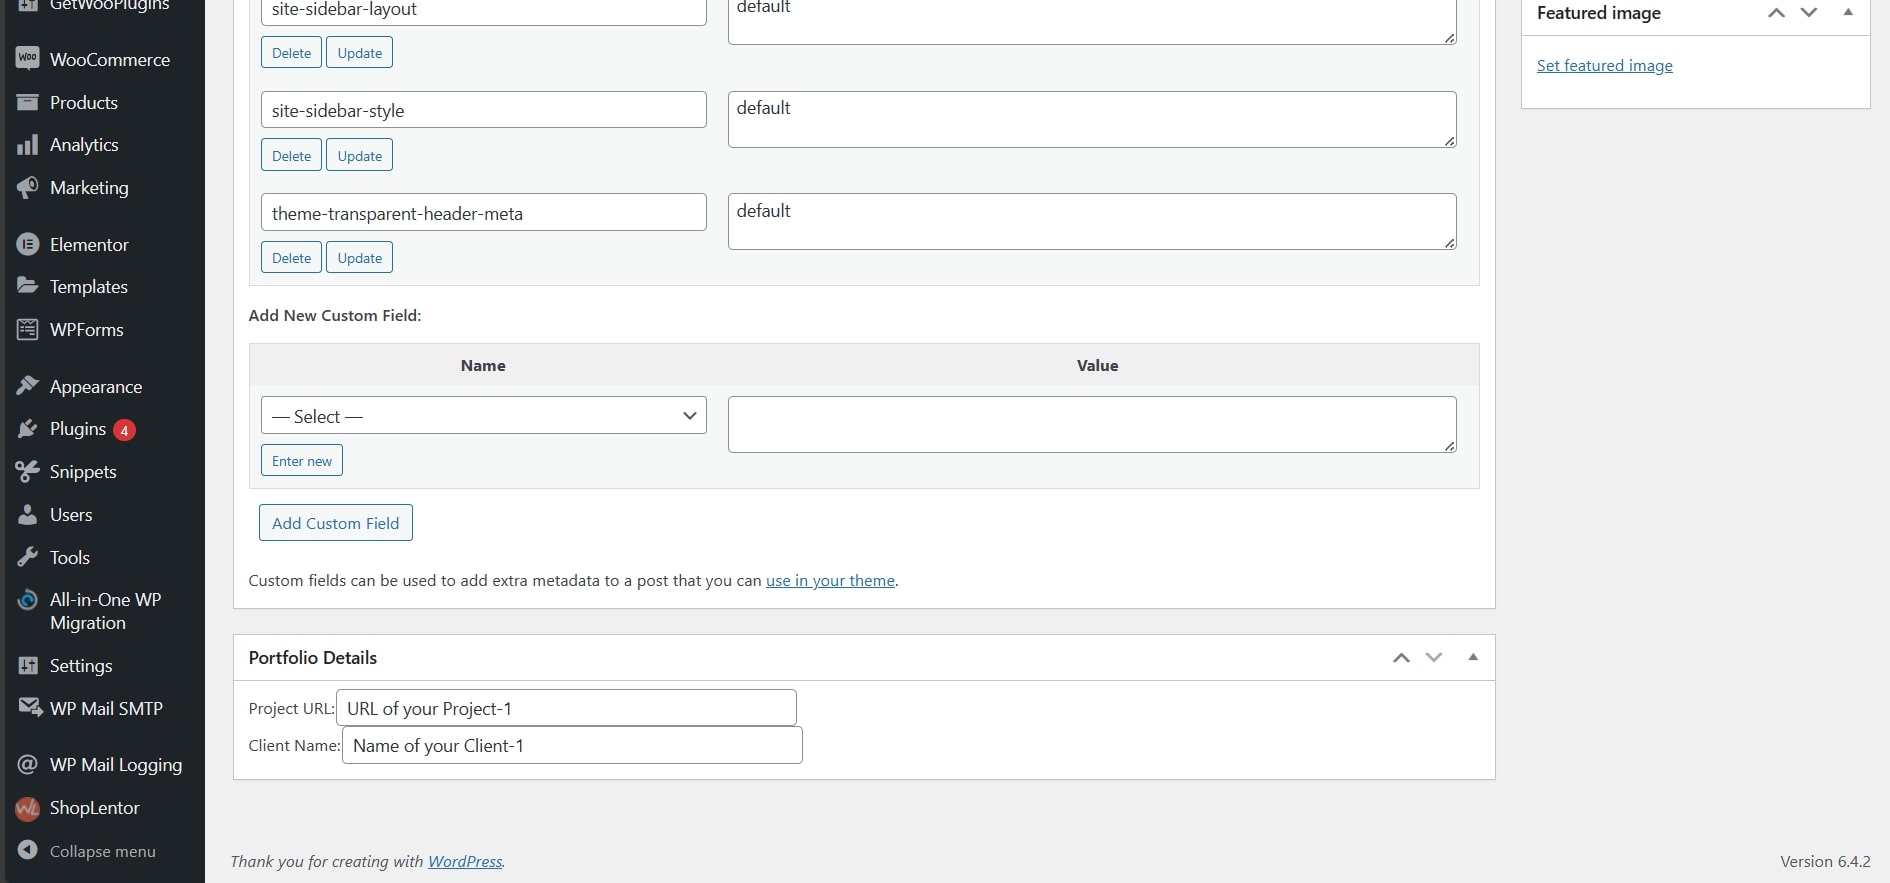 GetWooPlugins
WooCommerce
Products
Analytics
Marketing
Elementor
Templates
WPForms
Appearance
Plugins 4
Snippets
Users
Tools
All-in-One WP
Migration
Settings
WP Mail SMTP
WP Mail Logging
ShopLentor
Collapse menu
site-sidebar-layout
default
Delete
Update
site-sidebar-style
default
Delete
Update
theme-transparent-header-meta
default
Delete
Update
Add New Custom Field:
Name
Value
— Select —
Enter new
Add Custom Field
Custom fields can be used to add extra metadata to a post that you can use in your theme.
Portfolio Details
Project URL: URL of your Project-1
Client Name: Name of your Client-1
Featured image
Set featured image
Thank you for creating with WordPress.
Version 6.4.2